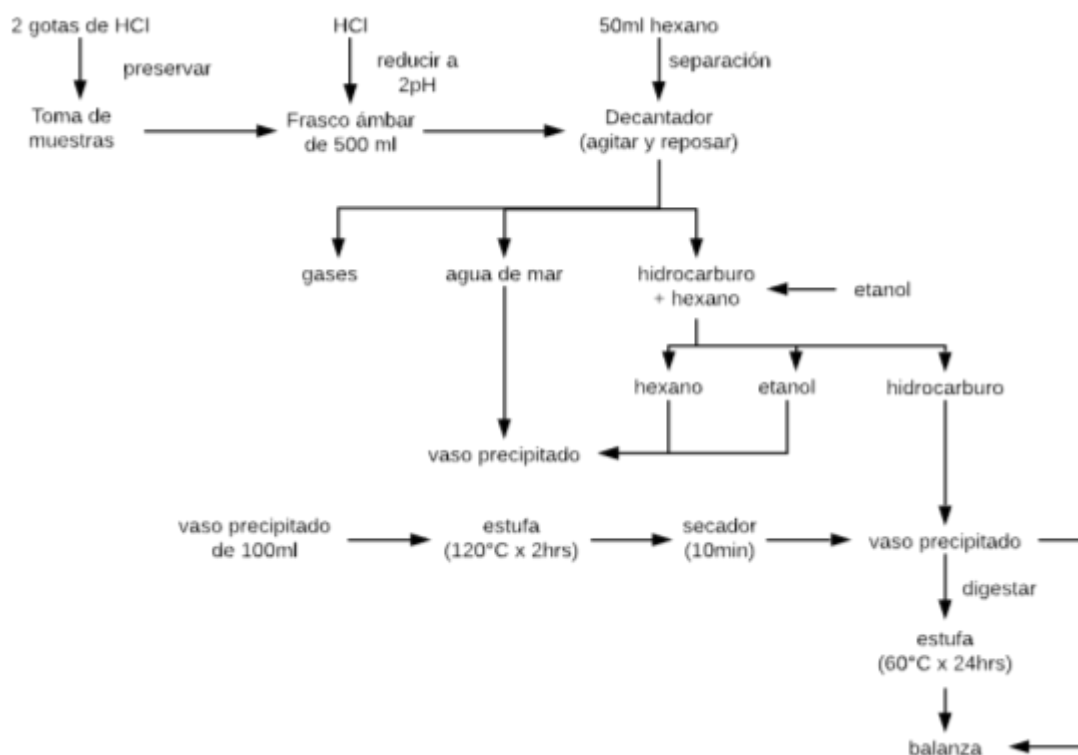 2 gotas de HCl
HCl
50ml hexano
preservar
reducir a
2pH
separación
Toma de
muestras
Frasco ámbar
de 500 ml
Decantador
(agitar y reposar)
gases
agua de mar
hidrocarburo
+ hexano
etanol
hexano
etanol
hidrocarburo
vaso precipitado
vaso precipitado
de 100ml
estufa
(120°C x 2hrs)
secador
(10min)
vaso precipitado
digestar
estufa
(60°C x 24hrs)
balanza